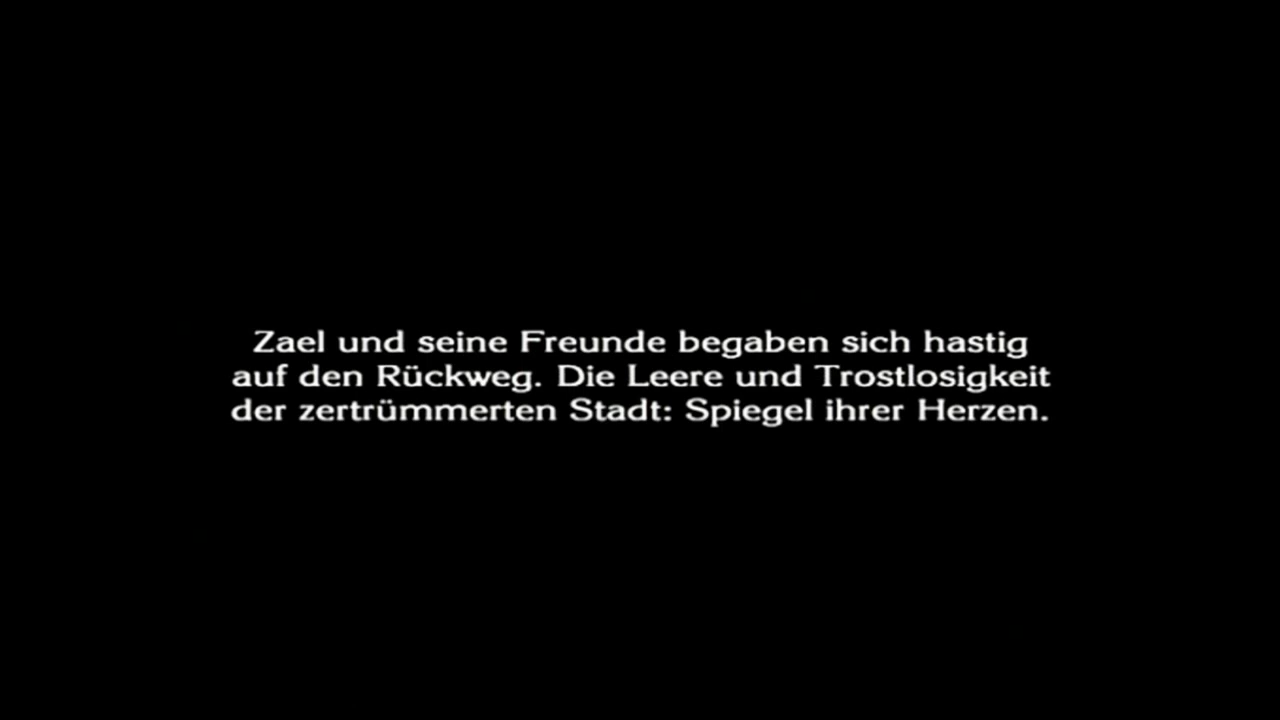 Zael und seine Freunde begaben sich hastig
auf den Rückweg. Die Leere und Trostlosigkeit
der zertrümmerten Stadt: Spiegel ihrer Herzen.